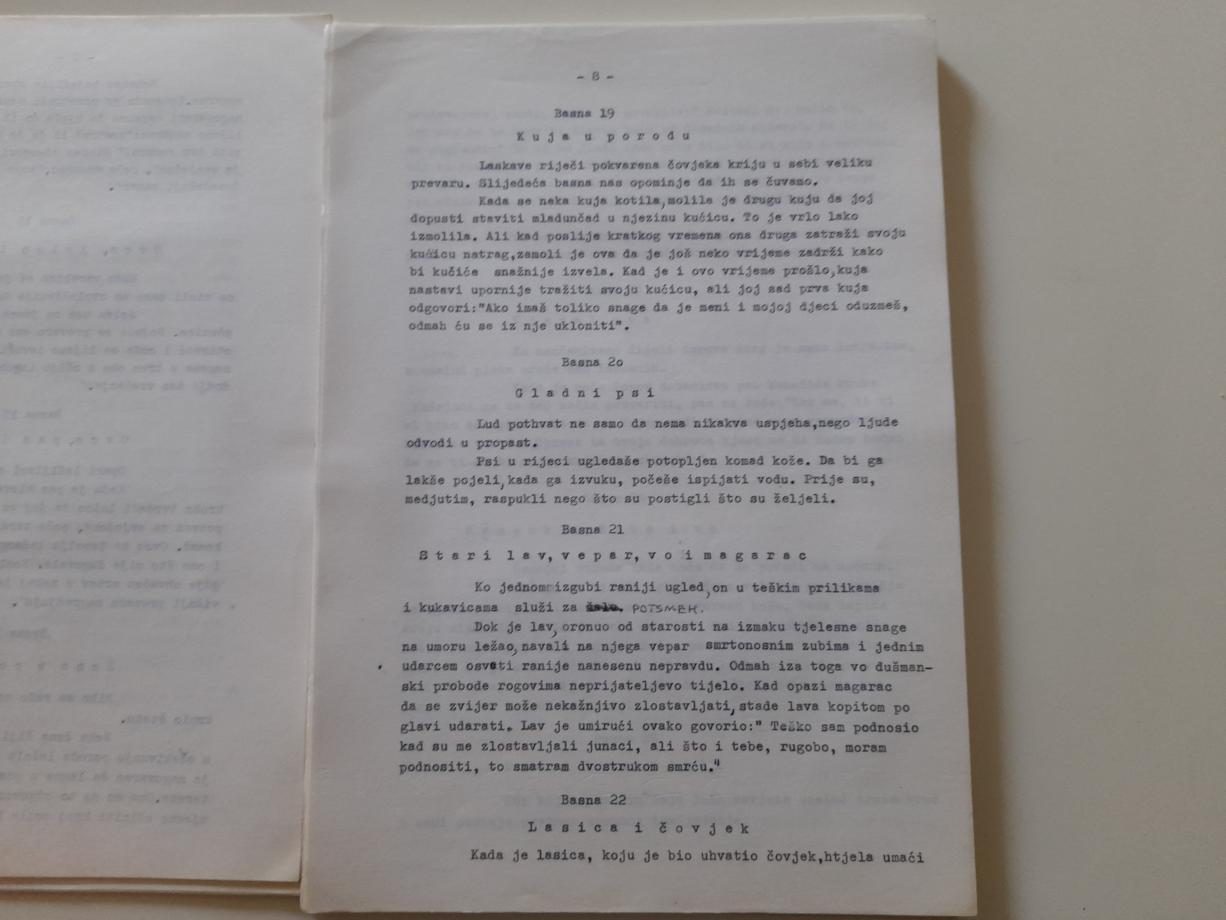 - 8 -
Basna 19
K u j a u p o r o d u
Laskave riječi pokvarena čovjeka kriju u sebi veliku
prevaru. Slijedeća basna nas opominje da ih se čuvamo.
Kada se neka kuja kotila,molila je drugu kuju da joj
dopusti staviti mladunčad u njezinu kućicu. To je vrlo lako
izmolila. Ali kad poslije kratkog vremena ona druga zatraži svoju
kućicu natrag,zamoli je ova da je još neko vrijeme zadrži kako
bi kučiće snažnije izvela. Kad je i ovo vrijeme prošlo,kuja
nastavi upornije tražiti svoju kućicu, ali joj sad prva kuja
odgovori:"Ako imaš toliko snage da je meni i mojoj djeci oduzmeš,
odmah ću se iz nje ukloniti".
Basna 2o
G l a d n i p s i
Lud pothvat ne samo da nema nikakva uspjeha,nego ljude
odvodi u propast.
Psi u rijeci ugledaše potopljen komad kože. Da bi ga
lakše pojeli,kada ga izvuku, počeše ispijati vodu. Prije su,
medjutim, raspukli nego što su postigli što su željeli.
Basna 21
S t a r i l a v, v e p a r, v o i m a g a r a c
Ko jednom izgubi raniji ugled,on u teškim prilikama
i kukavicama služi za POTSMEH.
Dok je lav,oronuo od starosti na izmaku tjelesne snage
na umoru ležao,navali na njega vepar smrtonosnim zubima i jednim
udarcem osveti ranije nanesenu nepravdu. Odmah iza toga vo dušman-
ski probode rogovima neprijateljevo tijelo. Kad opazi magarac
da se zvijer može nekažnjivo zlostavljati,stade lava kopitom po
glavi udarati. Lav je umirući ovako govorio:" Teško sam podnosio
kad su me zlostavljali junaci, ali što i tebe, rugobo, moram
podnositi, to smatram dvostrukom smrću."
Basna 22
L a s i c a i č o v j e k
Kada je lasica, koju je bio uhvatio čovjek,htjela umaći